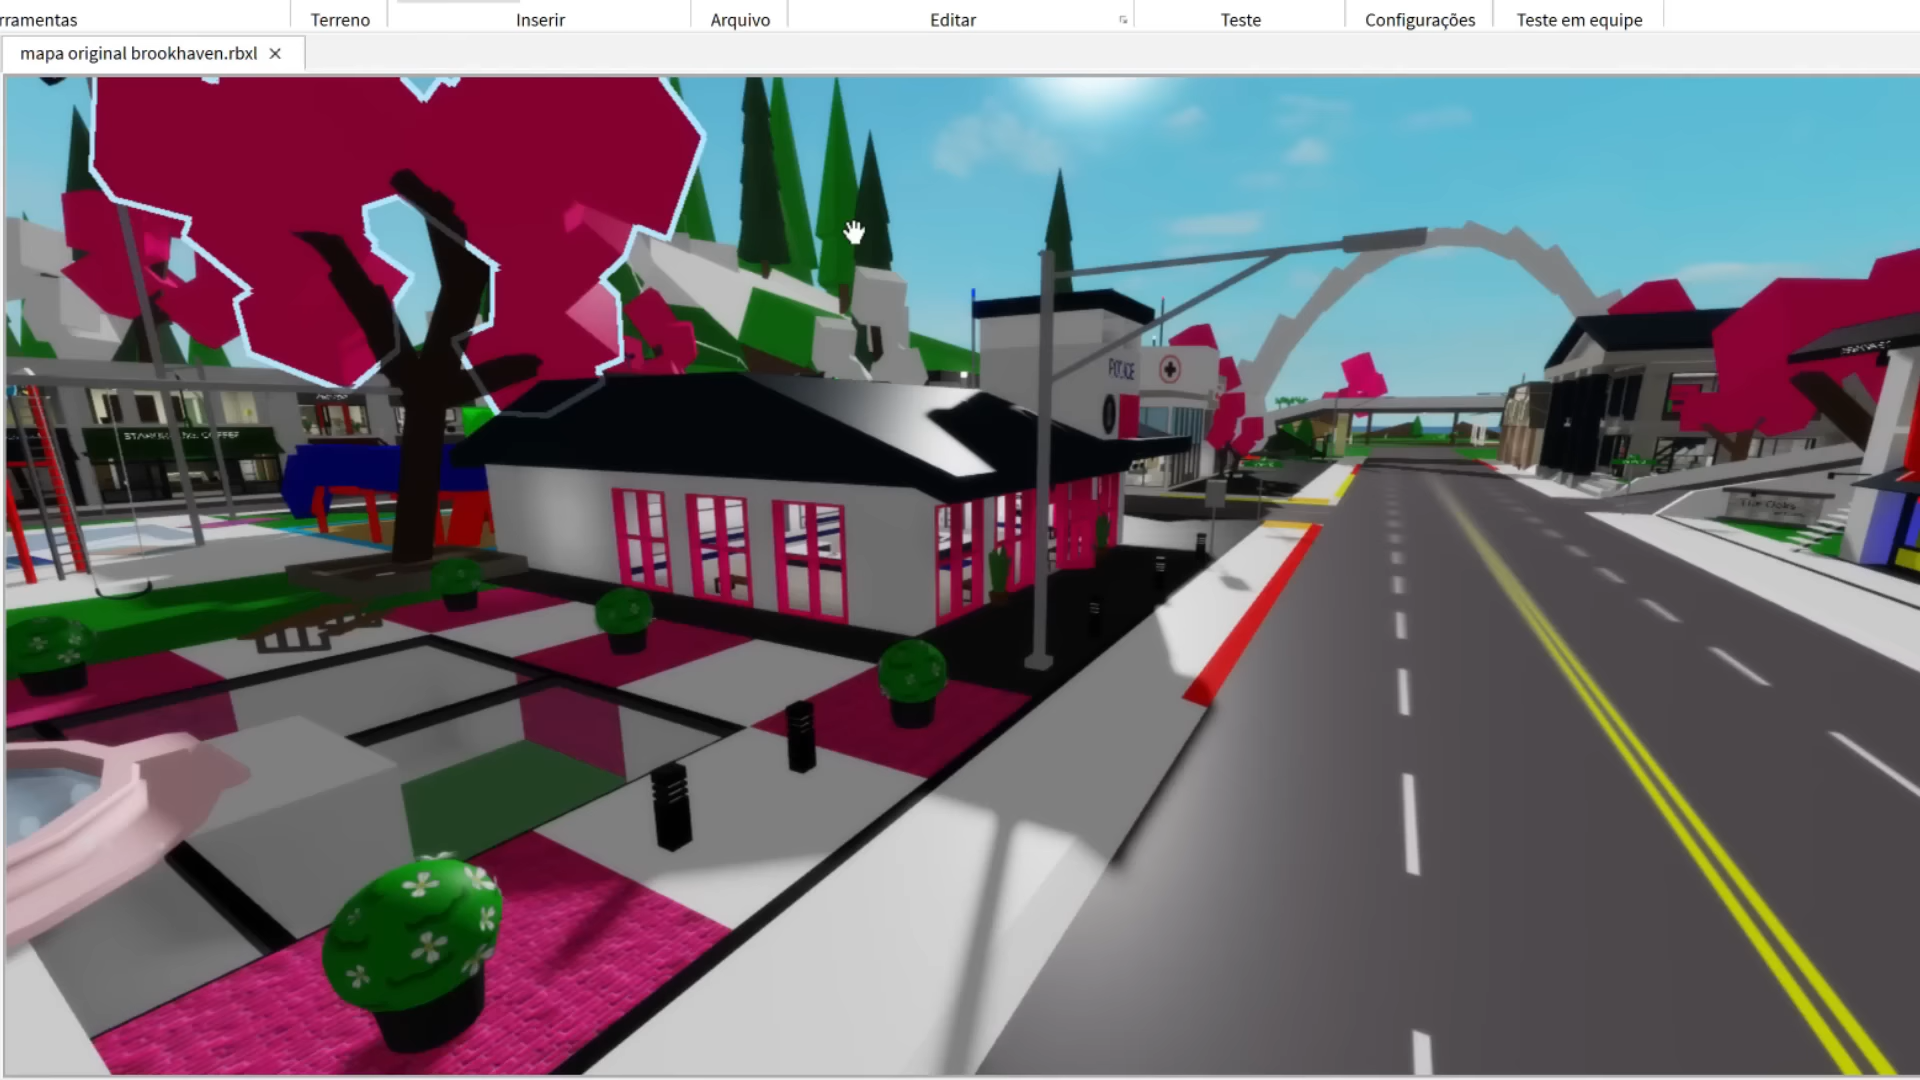 rramentas
Terreno
Inserir
Arquivo
Editar
Teste
Configurações
Teste em equipe
mapa original brookhaven.rbxl
POLICE